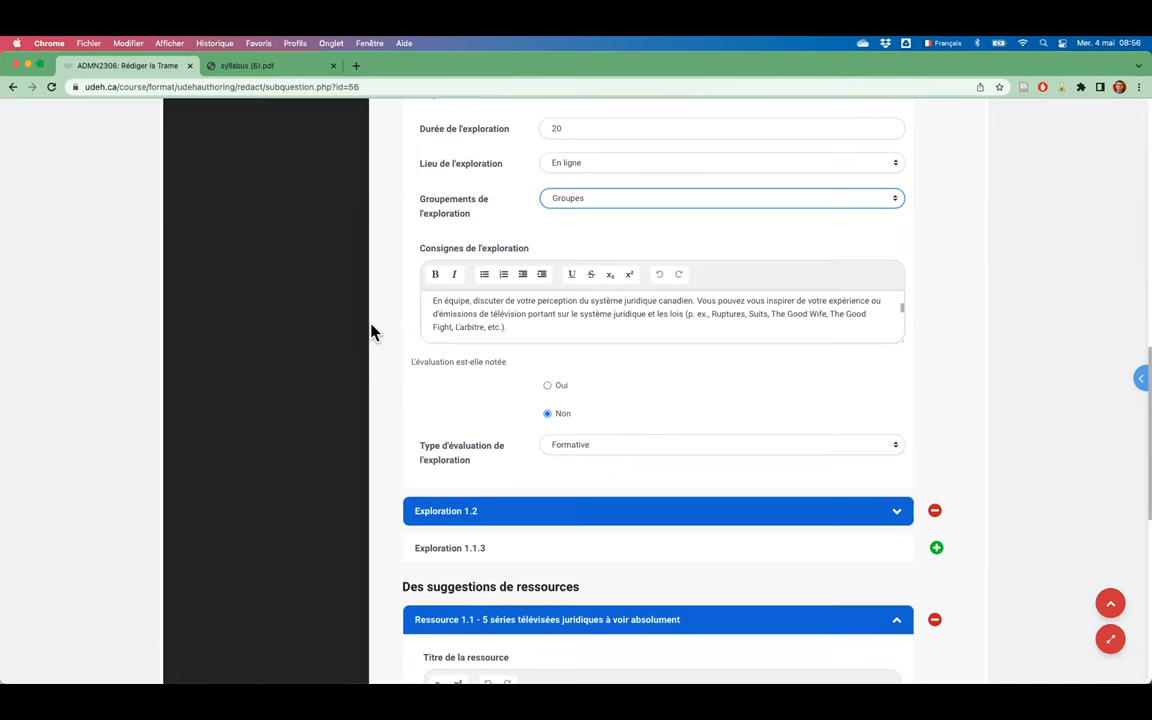 Chrome Fichier Modifier Afficher Historique Favoris Profils Onglet Fenêtre Aide Français Mer. 4 mai 08:56
ADMN2306: Rédiger la Trame syllabus (6).pdf
udeh.ca/course/format/udehauthoring/redact/subquestion.php?id=56
Durée de l'exploration 20
Lieu de l'exploration En ligne
Groupements de Groupes
l'exploration
Consignes de l'exploration
B I U S x₂ x²
En équipe, discuter de votre perception du système juridique canadien. Vous pouvez vous inspirer de votre expérience ou
d'émissions de télévision portant sur le système juridique et les lois (p. ex., Ruptures, Suits, The Good Wife, The Good
Fight, L'arbitre, etc.).
L'évaluation est-elle notée
Oui
Non
Type d'évaluation de Formative
l'exploration
Exploration 1.2
Exploration 1.1.3
Des suggestions de ressources
Ressource 1.1 - 5 séries télévisées juridiques à voir absolument
Titre de la ressource